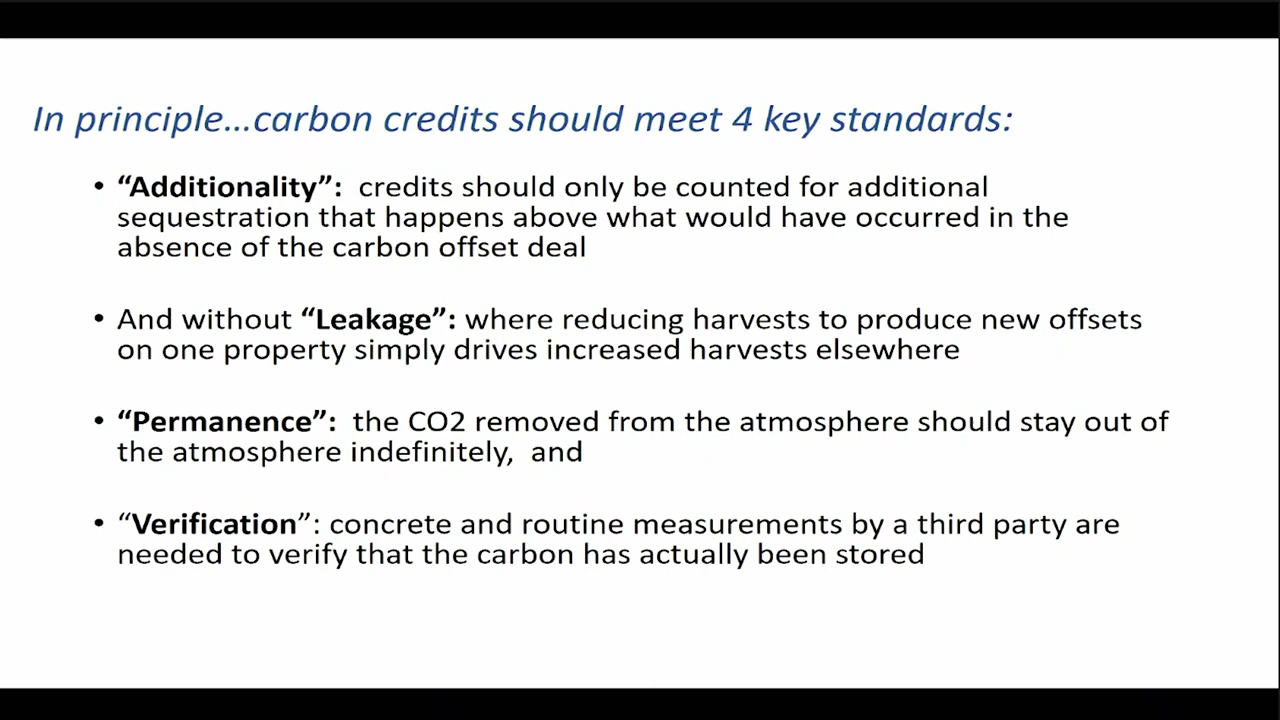 In principle...carbon credits should meet 4 key standards:
• “Additionality”: credits should only be counted for additional
sequestration that happens above what would have occurred in the
absence of the carbon offset deal
• And without “Leakage”: where reducing harvests to produce new offsets
on one property simply drives increased harvests elsewhere
• “Permanence”: the CO2 removed from the atmosphere should stay out of
the atmosphere indefinitely, and
• “Verification”: concrete and routine measurements by a third party are
needed to verify that the carbon has actually been stored